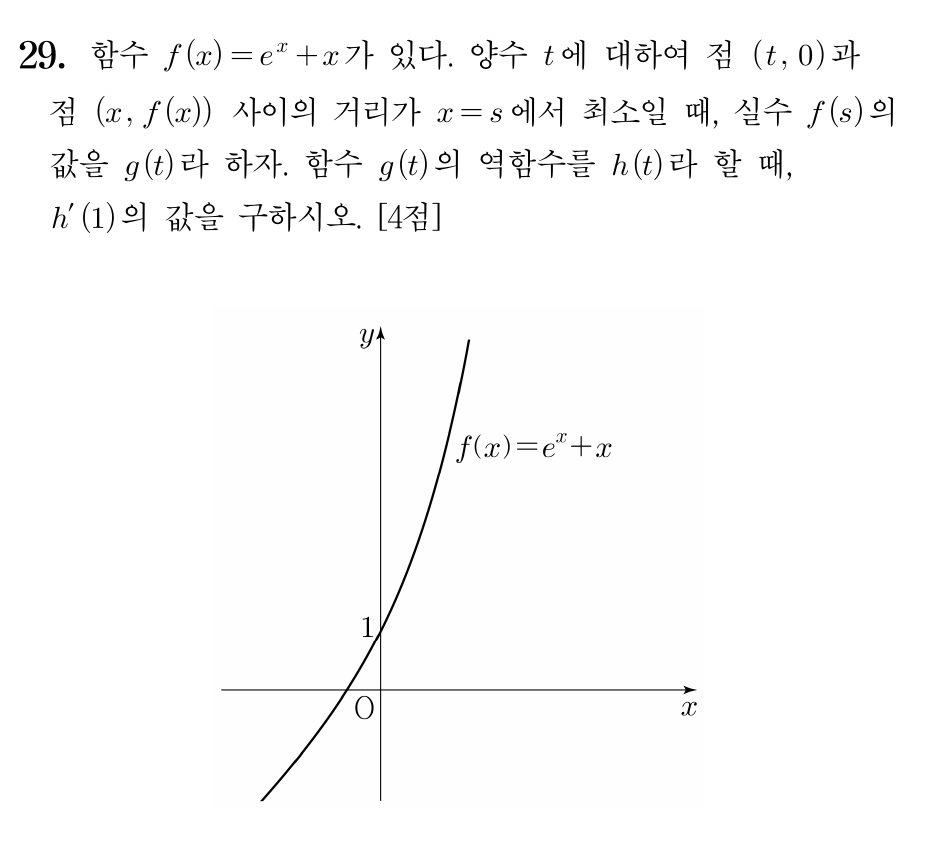 29. 함수 f(x)=eˣ+x가 있다. 양수 t에 대하여 점 (t, 0)과
점 (x, f(x)) 사이의 거리가 x=s에서 최소일 때, 실수 f(s)의
값을 g(t)라 하자. 함수 g(t)의 역함수를 h(t)라 할 때,
h′(1)의 값을 구하시오. [4점]
y
f(x)=eˣ+x
1
O
x